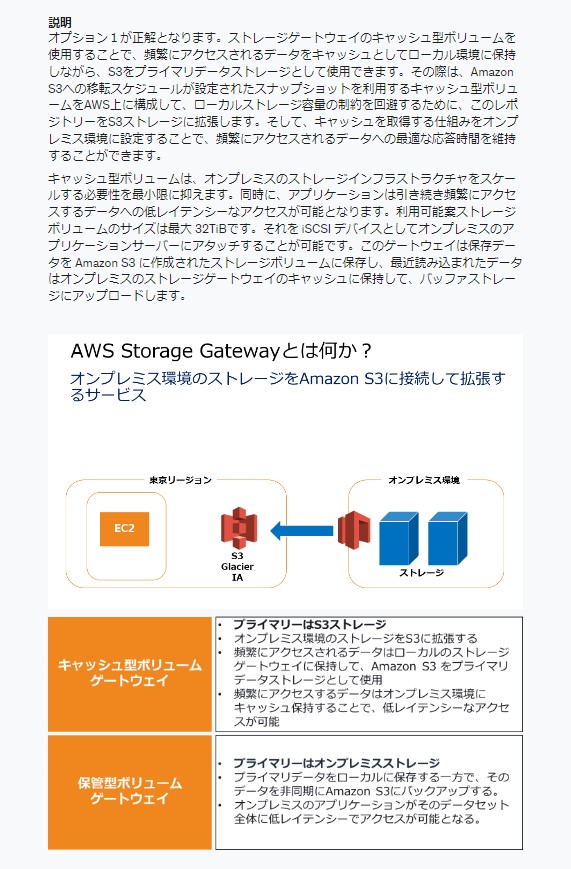 説明
オプション１が正解となります。ストレージゲートウェイのキャッシュ型ボリュームを
使用することで、頻繁にアクセスされるデータをキャッシュとしてローカル環境に保持
しながら、S3をプライマリデータストレージとして使用できます。その際は、Amazon
S3への移転スケジュールが設定されたスナップショットを利用するキャッシュ型ボリュ
ームをAWS上に構成して、ローカルストレージ容量の制約を回避するために、このレポ
ジトリーをS3ストレージに拡張します。そして、キャッシュを取得する仕組みをオンプ
レミス環境に設定することで、頻繁にアクセスされるデータへの最適な応答時間を維持
することができます。
キャッシュ型ボリュームは、オンプレミスのストレージインフラストラクチャをスケー
ルする必要性を最小限に抑えます。同時に、アプリケーションは引き続き頻繁にアクセ
スするデータへの低レイテンシーなアクセスが可能となります。利用可能案ストレージ
ボリュームのサイズは最大 32TiBです。それを iSCSI デバイスとしてオンプレミスのア
プリケーションサーバーにアタッチすることが可能です。このゲートウェイは保存デー
タを Amazon S3 に作成されたストレージボリュームに保存し、最近読み込まれたデータ
はオンプレミスのストレージゲートウェイのキャッシュに保持して、バッファストレー
ジにアップロードします。
AWS Storage Gatewayとは何か？
オンプレミス環境のストレージをAmazon S3に接続して拡張す
るサービス
東京リージョン
オンプレミス環境
EC2
S3
Glacier
IA
ストレージ
キャッシュ型ボリューム
ゲートウェイ
• プライマリーはS3ストレージ
• オンプレミス環境のストレージをS3に拡張する
• 頻繁にアクセスされるデータはローカルのストレージ
ゲートウェイに保持して、Amazon S3 をプライマリ
データストレージとして使用
• 頻繁にアクセスするデータはオンプレミス環境に
キャッシュ保持することで、低レイテンシーなアクセ
スが可能
保管型ボリューム
ゲートウェイ
• プライマリーはオンプレミスストレージ
• プライマリデータをローカルに保存する一方で、その
データを非同期にAmazon S3にバックアップする。
• オンプレミスのアプリケーションがそのデータセット
全体に低レイテンシーでアクセスが可能となる。